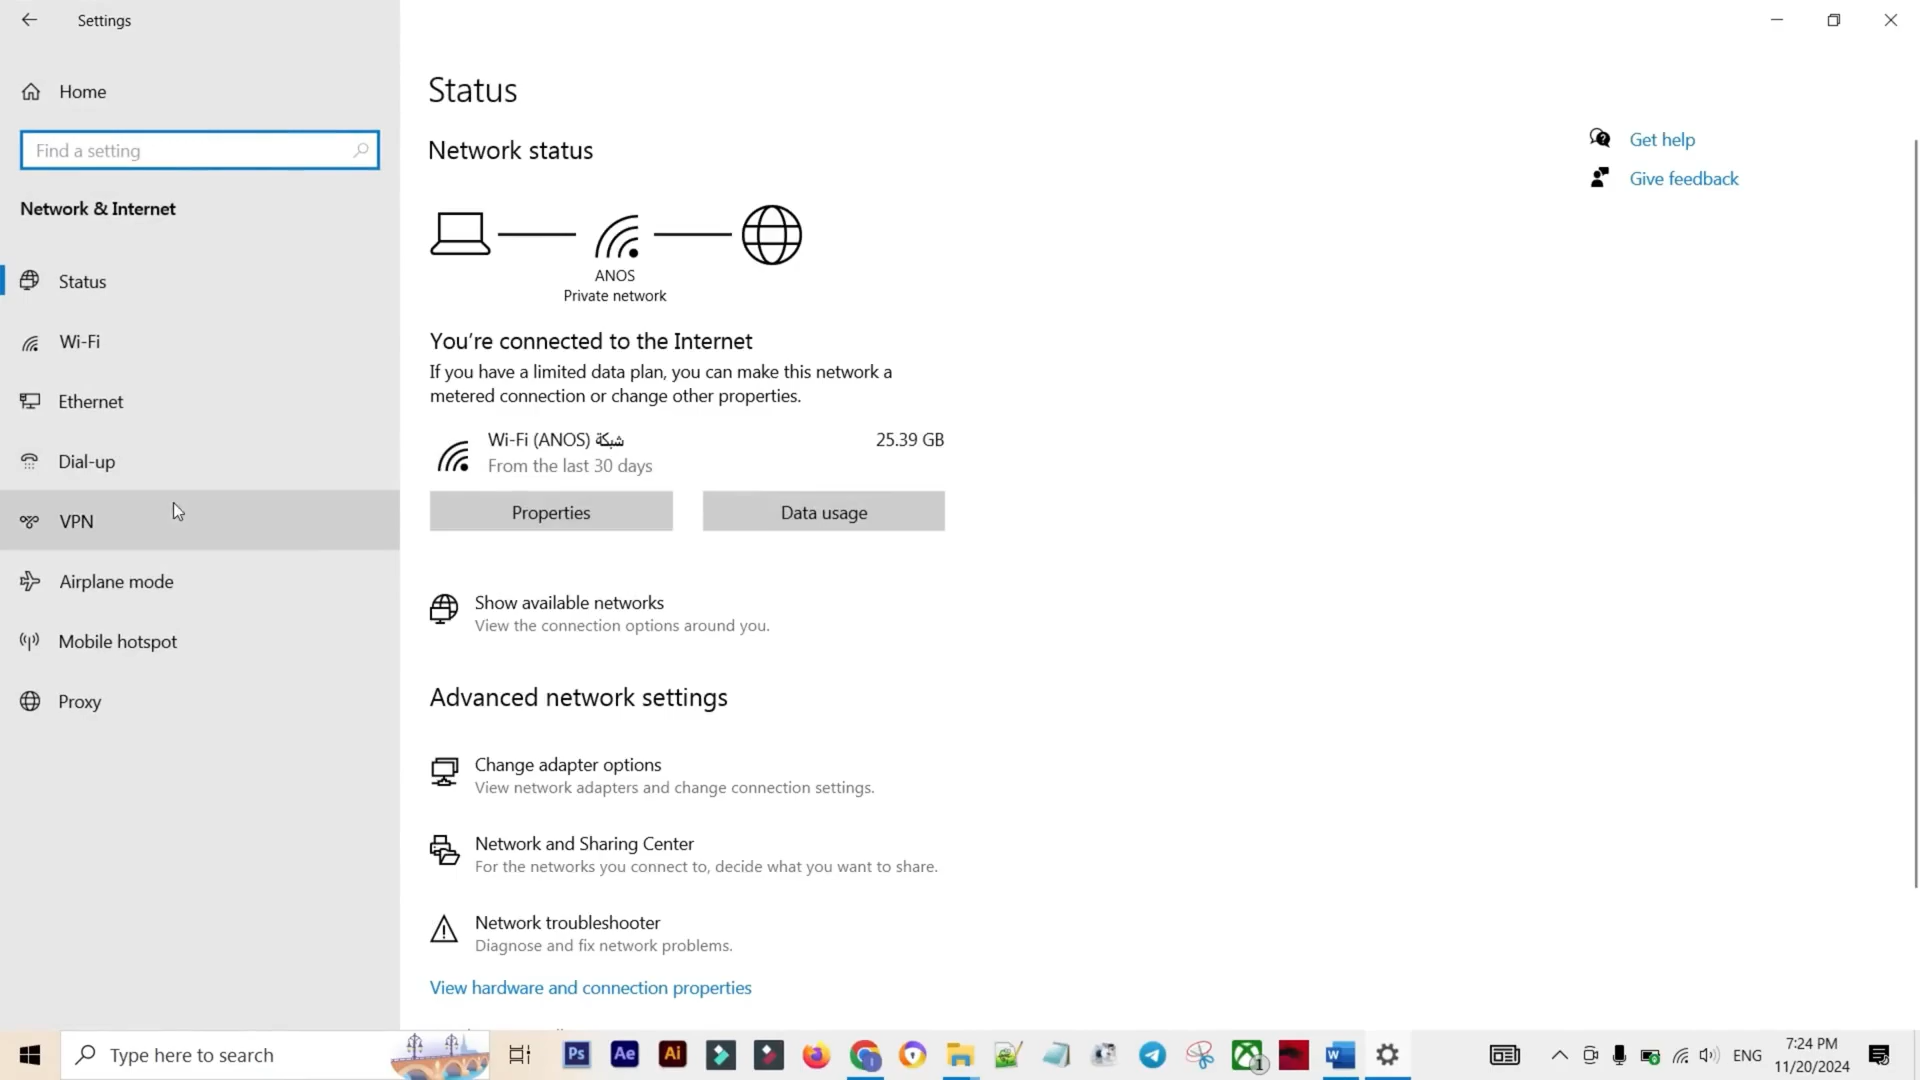 Settings
Home
Find a setting
Network & Internet
Status
Wi-Fi
Ethernet
Dial-up
VPN
Airplane mode
Mobile hotspot
Proxy
Status
Network status
ANOS
Private network
You're connected to the Internet
If you have a limited data plan, you can make this network a
metered connection or change other properties.
Wi-Fi (ANOS) شبكة
25.39 GB
From the last 30 days
Properties
Data usage
Show available networks
View the connection options around you.
Advanced network settings
Change adapter options
View network adapters and change connection settings.
Network and Sharing Center
For the networks you connect to, decide what you want to share.
Network troubleshooter
Diagnose and fix network problems.
View hardware and connection properties
Get help
Give feedback
Type here to search
Ps
Ae
Ai
1
W
ENG
7:24 PM
11/20/2024